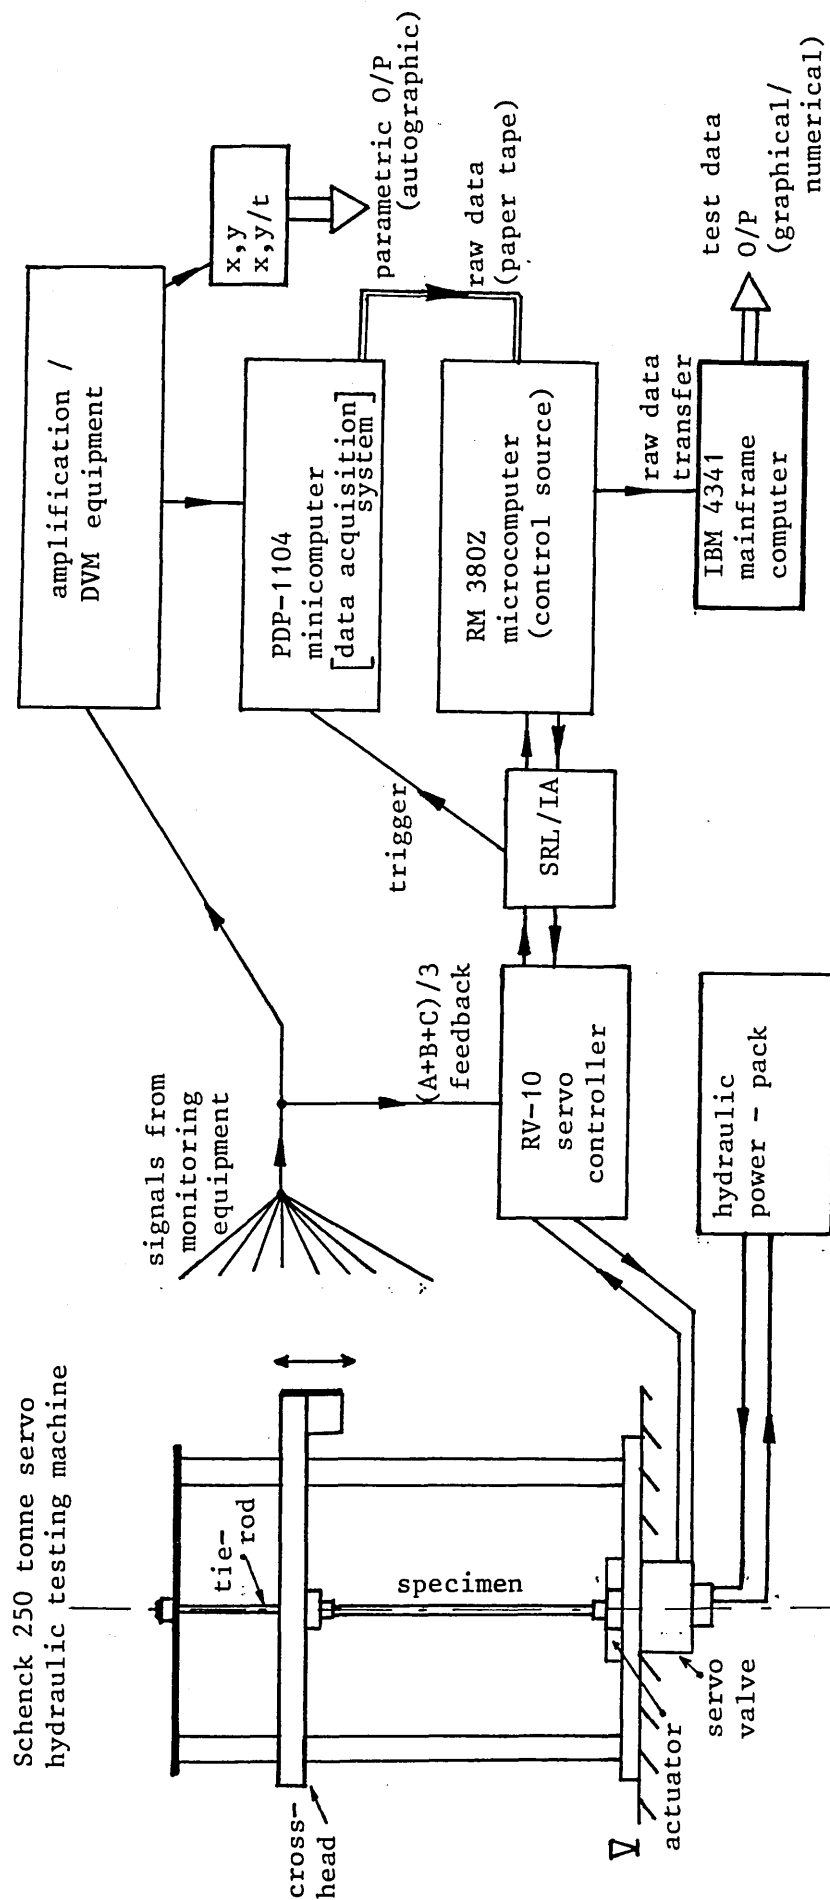 Schenck 250 tonne servo
hydraulic testing machine
cross-
head
tie-
rod
specimen
actuator
servo
valve
signals from
monitoring
equipment
(A+B+C)/3
feedback
RV-10
servo
controller
hydraulic
power - pack
trigger
SRL/IA
amplification /
DVM equipment
x,y
x,y/t
parametric O/P
(autographic)
PDP-1104
minicomputer
[data acquisition
system]
raw data
(paper tape)
RM 380Z
microcomputer
(control source)
raw data
transfer
IBM 4341
mainframe
computer
test data
O/P
(graphical/
numerical)